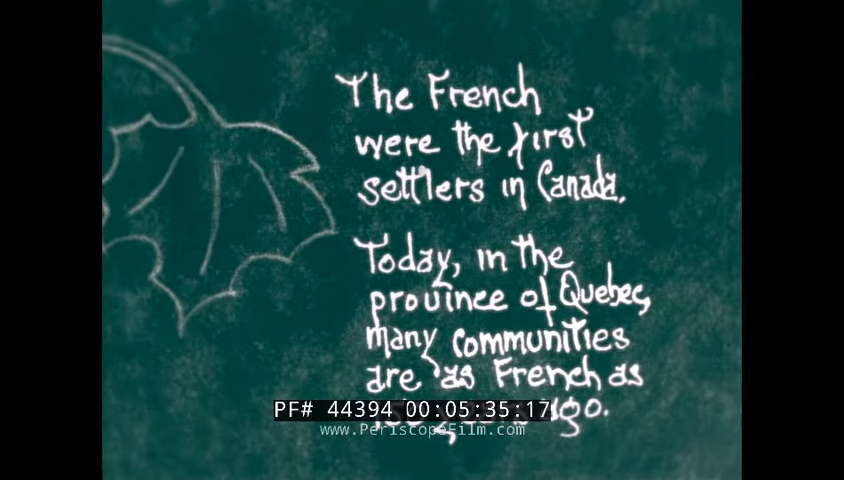 The French
were the first
settlers in Canada.
Today, in the
province of Quebec,
many communities
are as French as
ago.
PF# 44394 00:05:35:17
www.PeriscopeFilm.com